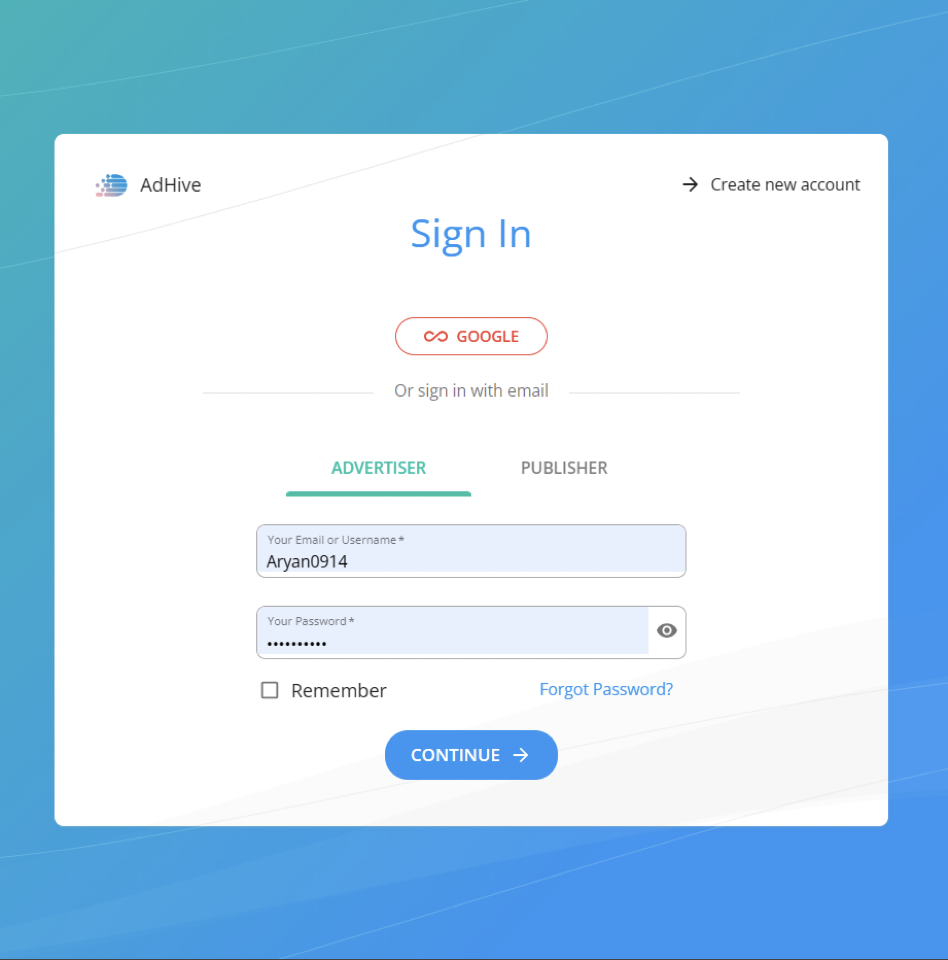 AdHive
Create new account
Sign In
GOOGLE
Or sign in with email
ADVERTISER
PUBLISHER
Your Email or Username *
Aryan0914
Your Password *
••••••••••
Remember
Forgot Password?
CONTINUE